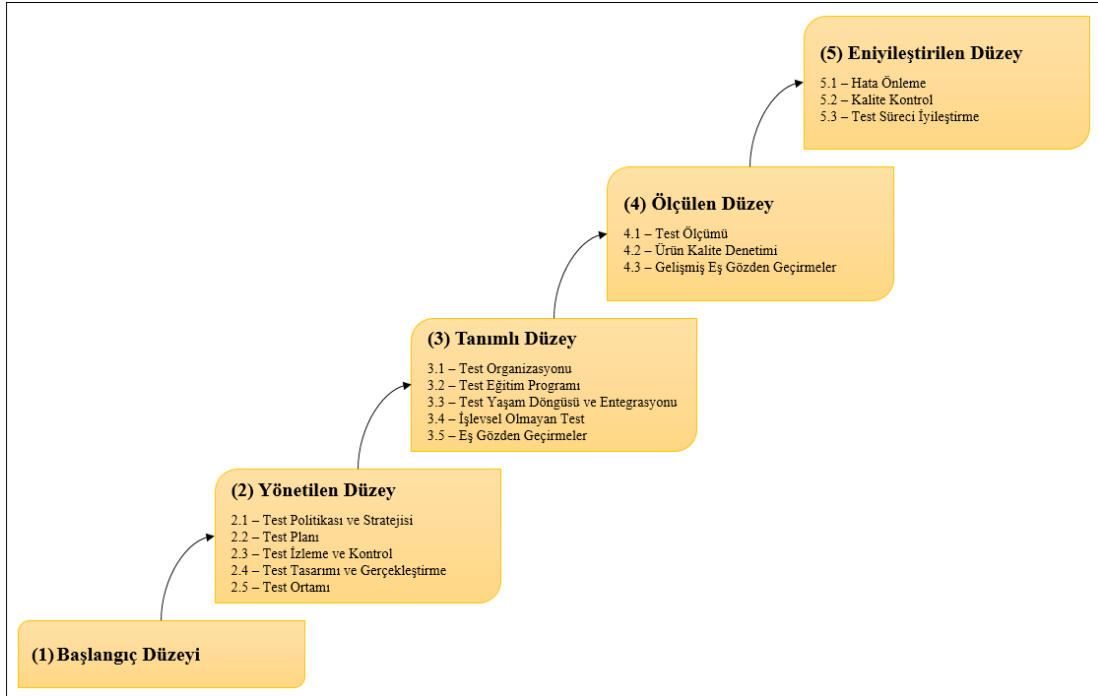 (5) Eniyileştirilen Düzey
5.1 – Hata Önleme
5.2 – Kalite Kontrol
5.3 – Test Süreci İyileştirme
(4) Ölçülen Düzey
4.1 – Test Ölçümü
4.2 – Ürün Kalite Denetimi
4.3 – Gelişmiş Eş Gözden Geçirmeler
(3) Tanımlı Düzey
3.1 – Test Organizasyonu
3.2 – Test Eğitim Programı
3.3 – Test Yaşam Döngüsü ve Entegrasyonu
3.4 – İşlevsel Olmayan Test
3.5 – Eş Gözden Geçirmeler
(2) Yönetilen Düzey
2.1 – Test Politikası ve Stratejisi
2.2 – Test Planı
2.3 – Test İzleme ve Kontrol
2.4 – Test Tasarımı ve Gerçekleştirme
2.5 – Test Ortamı
(1) Başlangıç Düzeyi